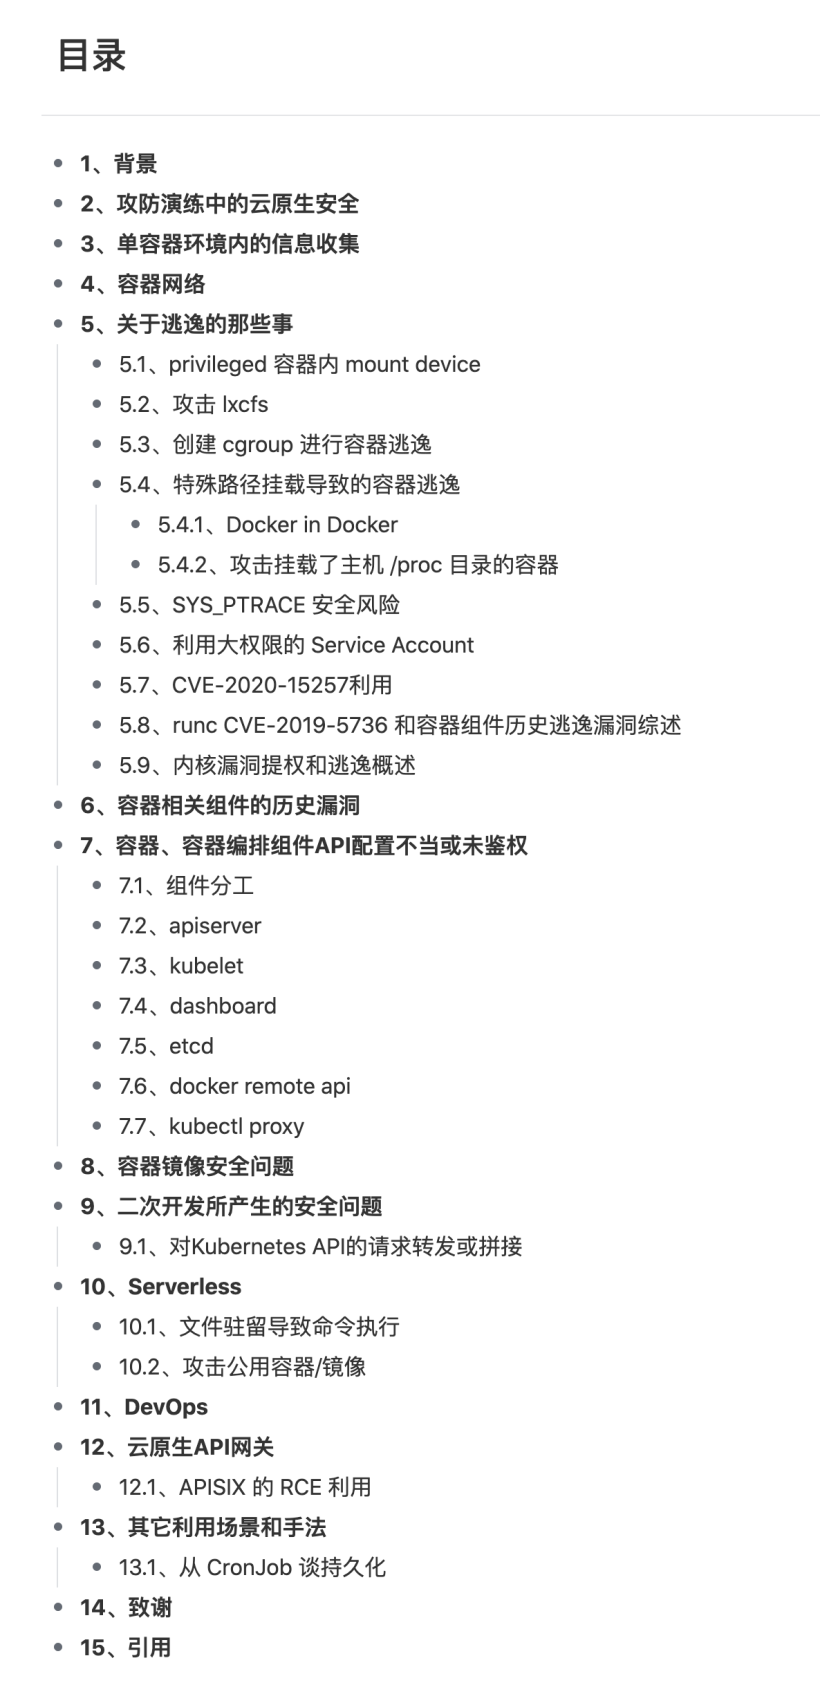 目录
1、背景
2、攻防演练中的云原生安全
3、单容器环境内的信息收集
4、容器网络
5、关于逃逸的那些事
5.1、privileged 容器内 mount device
5.2、攻击 lxcfs
5.3、创建 cgroup 进行容器逃逸
5.4、特殊路径挂载导致的容器逃逸
5.4.1、Docker in Docker
5.4.2、攻击挂载了主机 /proc 目录的容器
5.5、SYS_PTRACE 安全风险
5.6、利用大权限的 Service Account
5.7、CVE-2020-15257利用
5.8、runc CVE-2019-5736 和容器组件历史逃逸漏洞综述
5.9、内核漏洞提权和逃逸概述
6、容器相关组件的历史漏洞
7、容器、容器编排组件API配置不当或未鉴权
7.1、组件分工
7.2、apiserver
7.3、kubelet
7.4、dashboard
7.5、etcd
7.6、docker remote api
7.7、kubectl proxy
8、容器镜像安全问题
9、二次开发所产生的安全问题
9.1、对Kubernetes API的请求转发或拼接
10、Serverless
10.1、文件驻留导致命令执行
10.2、攻击公用容器/镜像
11、DevOps
12、云原生API网关
12.1、APISIX 的 RCE 利用
13、其它利用场景和手法
13.1、从 CronJob 谈持久化
14、致谢
15、引用